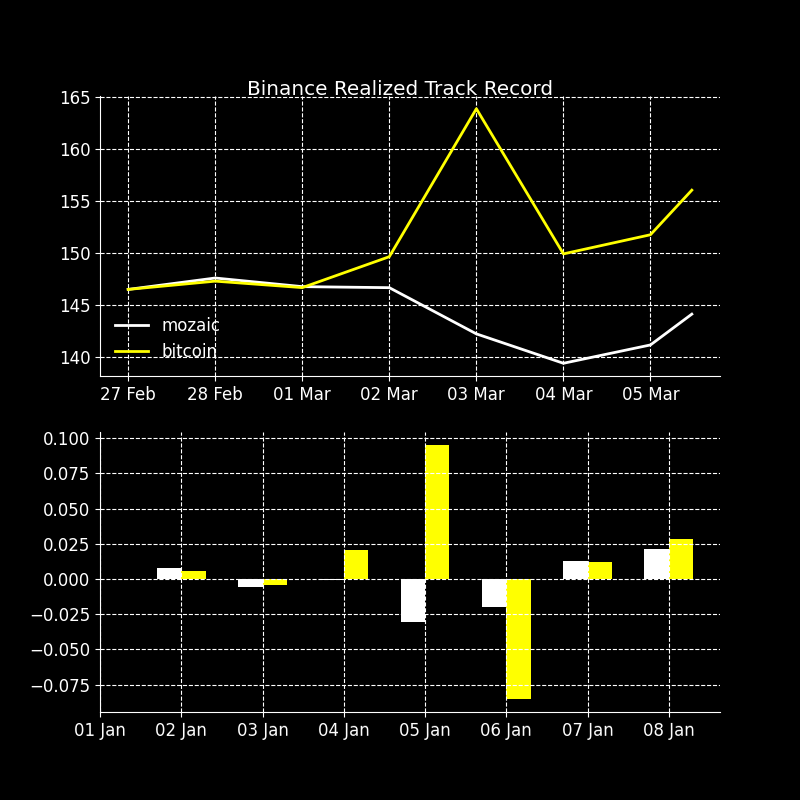 Binance Realized Track Record
165
160
155
150
145
140
mozaic
bitcoin
27 Feb 28 Feb 01 Mar 02 Mar 03 Mar 04 Mar 05 Mar
0.100
0.075
0.050
0.025
0.000
−0.025
−0.050
−0.075
01 Jan 02 Jan 03 Jan 04 Jan 05 Jan 06 Jan 07 Jan 08 Jan